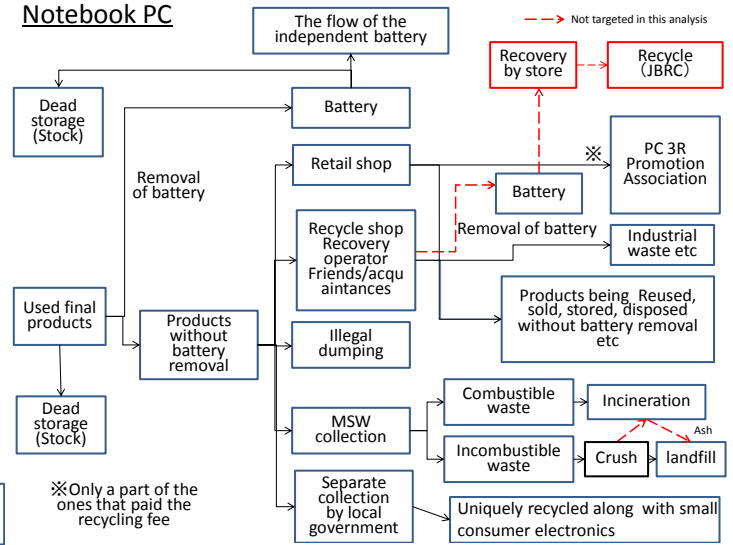 Notebook PC
The flow of the
independent battery
Not targeted in this analysis
Recovery
by store
Recycle
(JBRC)
Dead
storage
(Stock)
Battery
Removal
of battery
Retail shop
※
PC 3R
Promotion
Association
Battery
Recycle shop
Recovery
operator
Friends/acqu
aintances
Removal of battery
Industrial
waste etc
Used final
products
Products
without
battery
removal
Products being Reused,
sold, stored, disposed
without battery removal
etc
Illegal
dumping
Dead
storage
(Stock)
MSW
collection
Combustible
waste
Incineration
Ash
Incombustible
waste
Crush
landfill
※Only a part of the
ones that paid the
recycling fee
Separate
collection
by local
government
Uniquely recycled along with small
consumer electronics